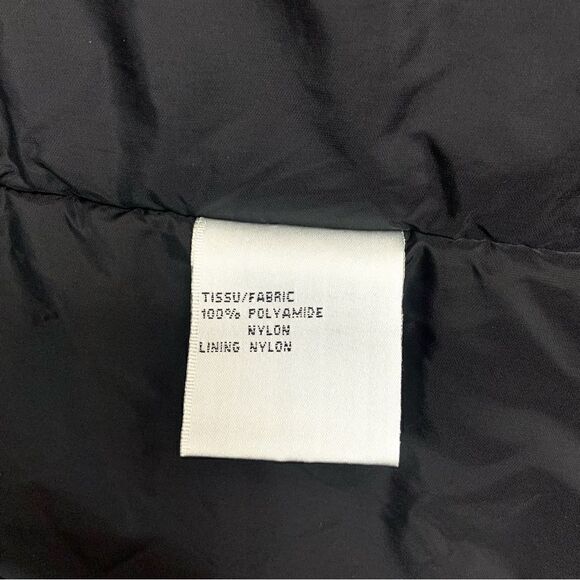 TISSU/FABRIC
100% POLYAMIDE
NYLON
LINING NYLON